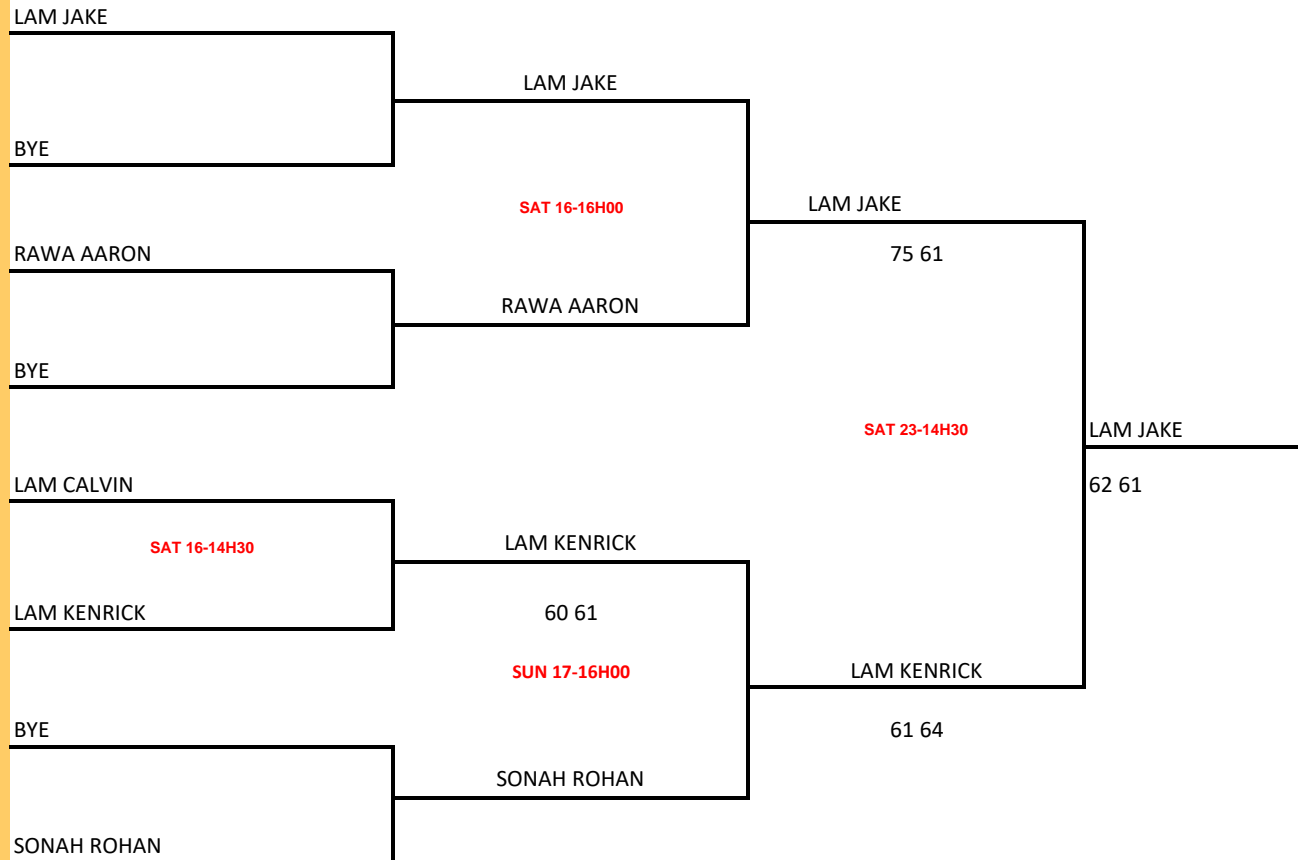 LAM JAKE
LAM JAKE
BYE
SAT 16-16H00
LAM JAKE
RAWA AARON
75 61
RAWA AARON
BYE
SAT 23-14H30
LAM JAKE
LAM CALVIN
62 61
SAT 16-14H30
LAM KENRICK
LAM KENRICK
60 61
SUN 17-16H00
LAM KENRICK
BYE
61 64
SONAH ROHAN
SONAH ROHAN